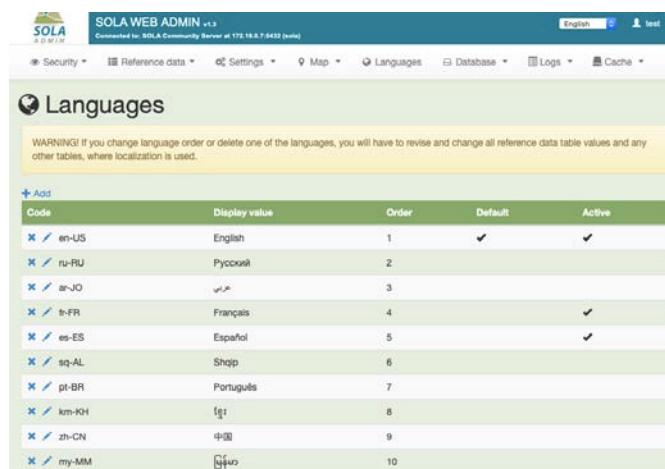 SOLA
ADMIN
SOLA WEB ADMIN v1.3
Connected to: SOLA Community Server at 172.18.0.7:5432 (sola)
English
test
Security
Reference data
Settings
Map
Languages
Database
Logs
Cache
Languages
WARNING! If you change language order or delete one of the languages, you will have to revise and change all reference data table values and any
other tables, where localization is used.
Add
Code Display value Order Default Active
en-US English 1
ru-RU Русский 2
ar-JO عربي 3
fr-FR Français 4
es-ES Español 5
sq-AL Shqip 6
pt-BR Português 7
km-KH ខ្មែរ 8
zh-CN 中国 9
my-MM မြန်မာ 10